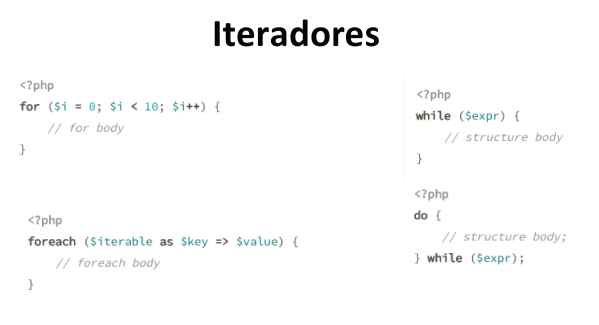 Iteradores
<?php
for ($i = 0; $i < 10; $i++) {
// for body
}
<?php
foreach ($iterable as $key => $value) {
// foreach body
}
<?php
while ($expr) {
// structure body
}
<?php
do {
// structure body;
} while ($expr);